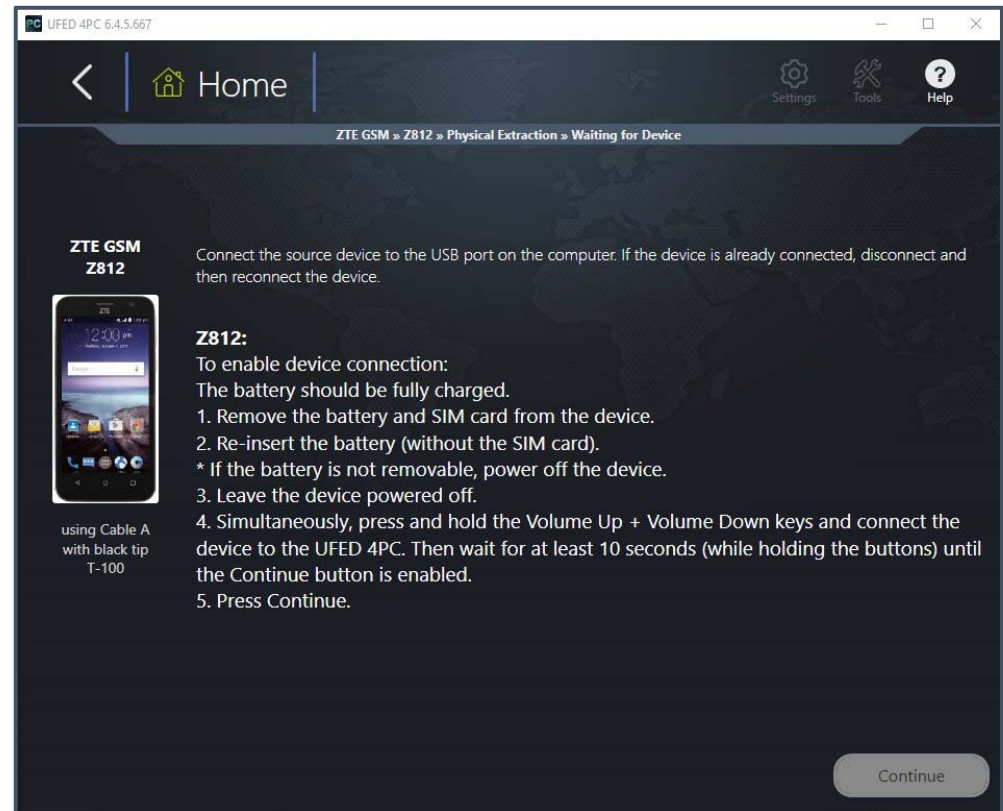 UFED 4PC 6.4.5.667
Home
Settings
Tools
Help
ZTE GSM » Z812 » Physical Extraction » Waiting for Device
ZTE GSM
Z812
Connect the source device to the USB port on the computer. If the device is already connected, disconnect and
then reconnect the device.
ZTE
12:00 pm
Google
Z812:
To enable device connection:
The battery should be fully charged.
1. Remove the battery and SIM card from the device.
2. Re-insert the battery (without the SIM card).
* If the battery is not removable, power off the device.
3. Leave the device powered off.
4. Simultaneously, press and hold the Volume Up + Volume Down keys and connect the
device to the UFED 4PC. Then wait for at least 10 seconds (while holding the buttons) until
the Continue button is enabled.
5. Press Continue.
using Cable A
with black tip
T-100
Continue